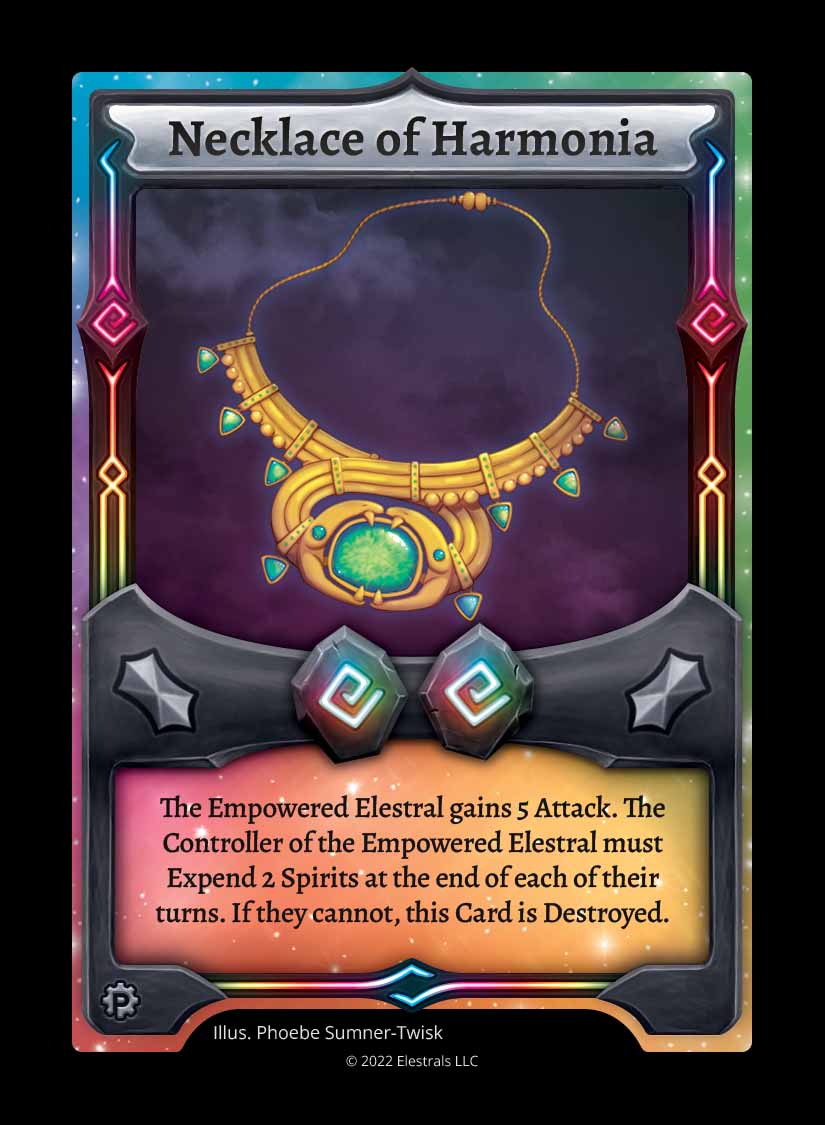 Necklace of Harmonia
The Empowered Elestral gains 5 Attack. The
Controller of the Empowered Elestral must
Expend 2 Spirits at the end of each of their
turns. If they cannot, this Card is Destroyed.
P
Illus. Phoebe Sumner-Twisk
© 2022 Elestrals LLC